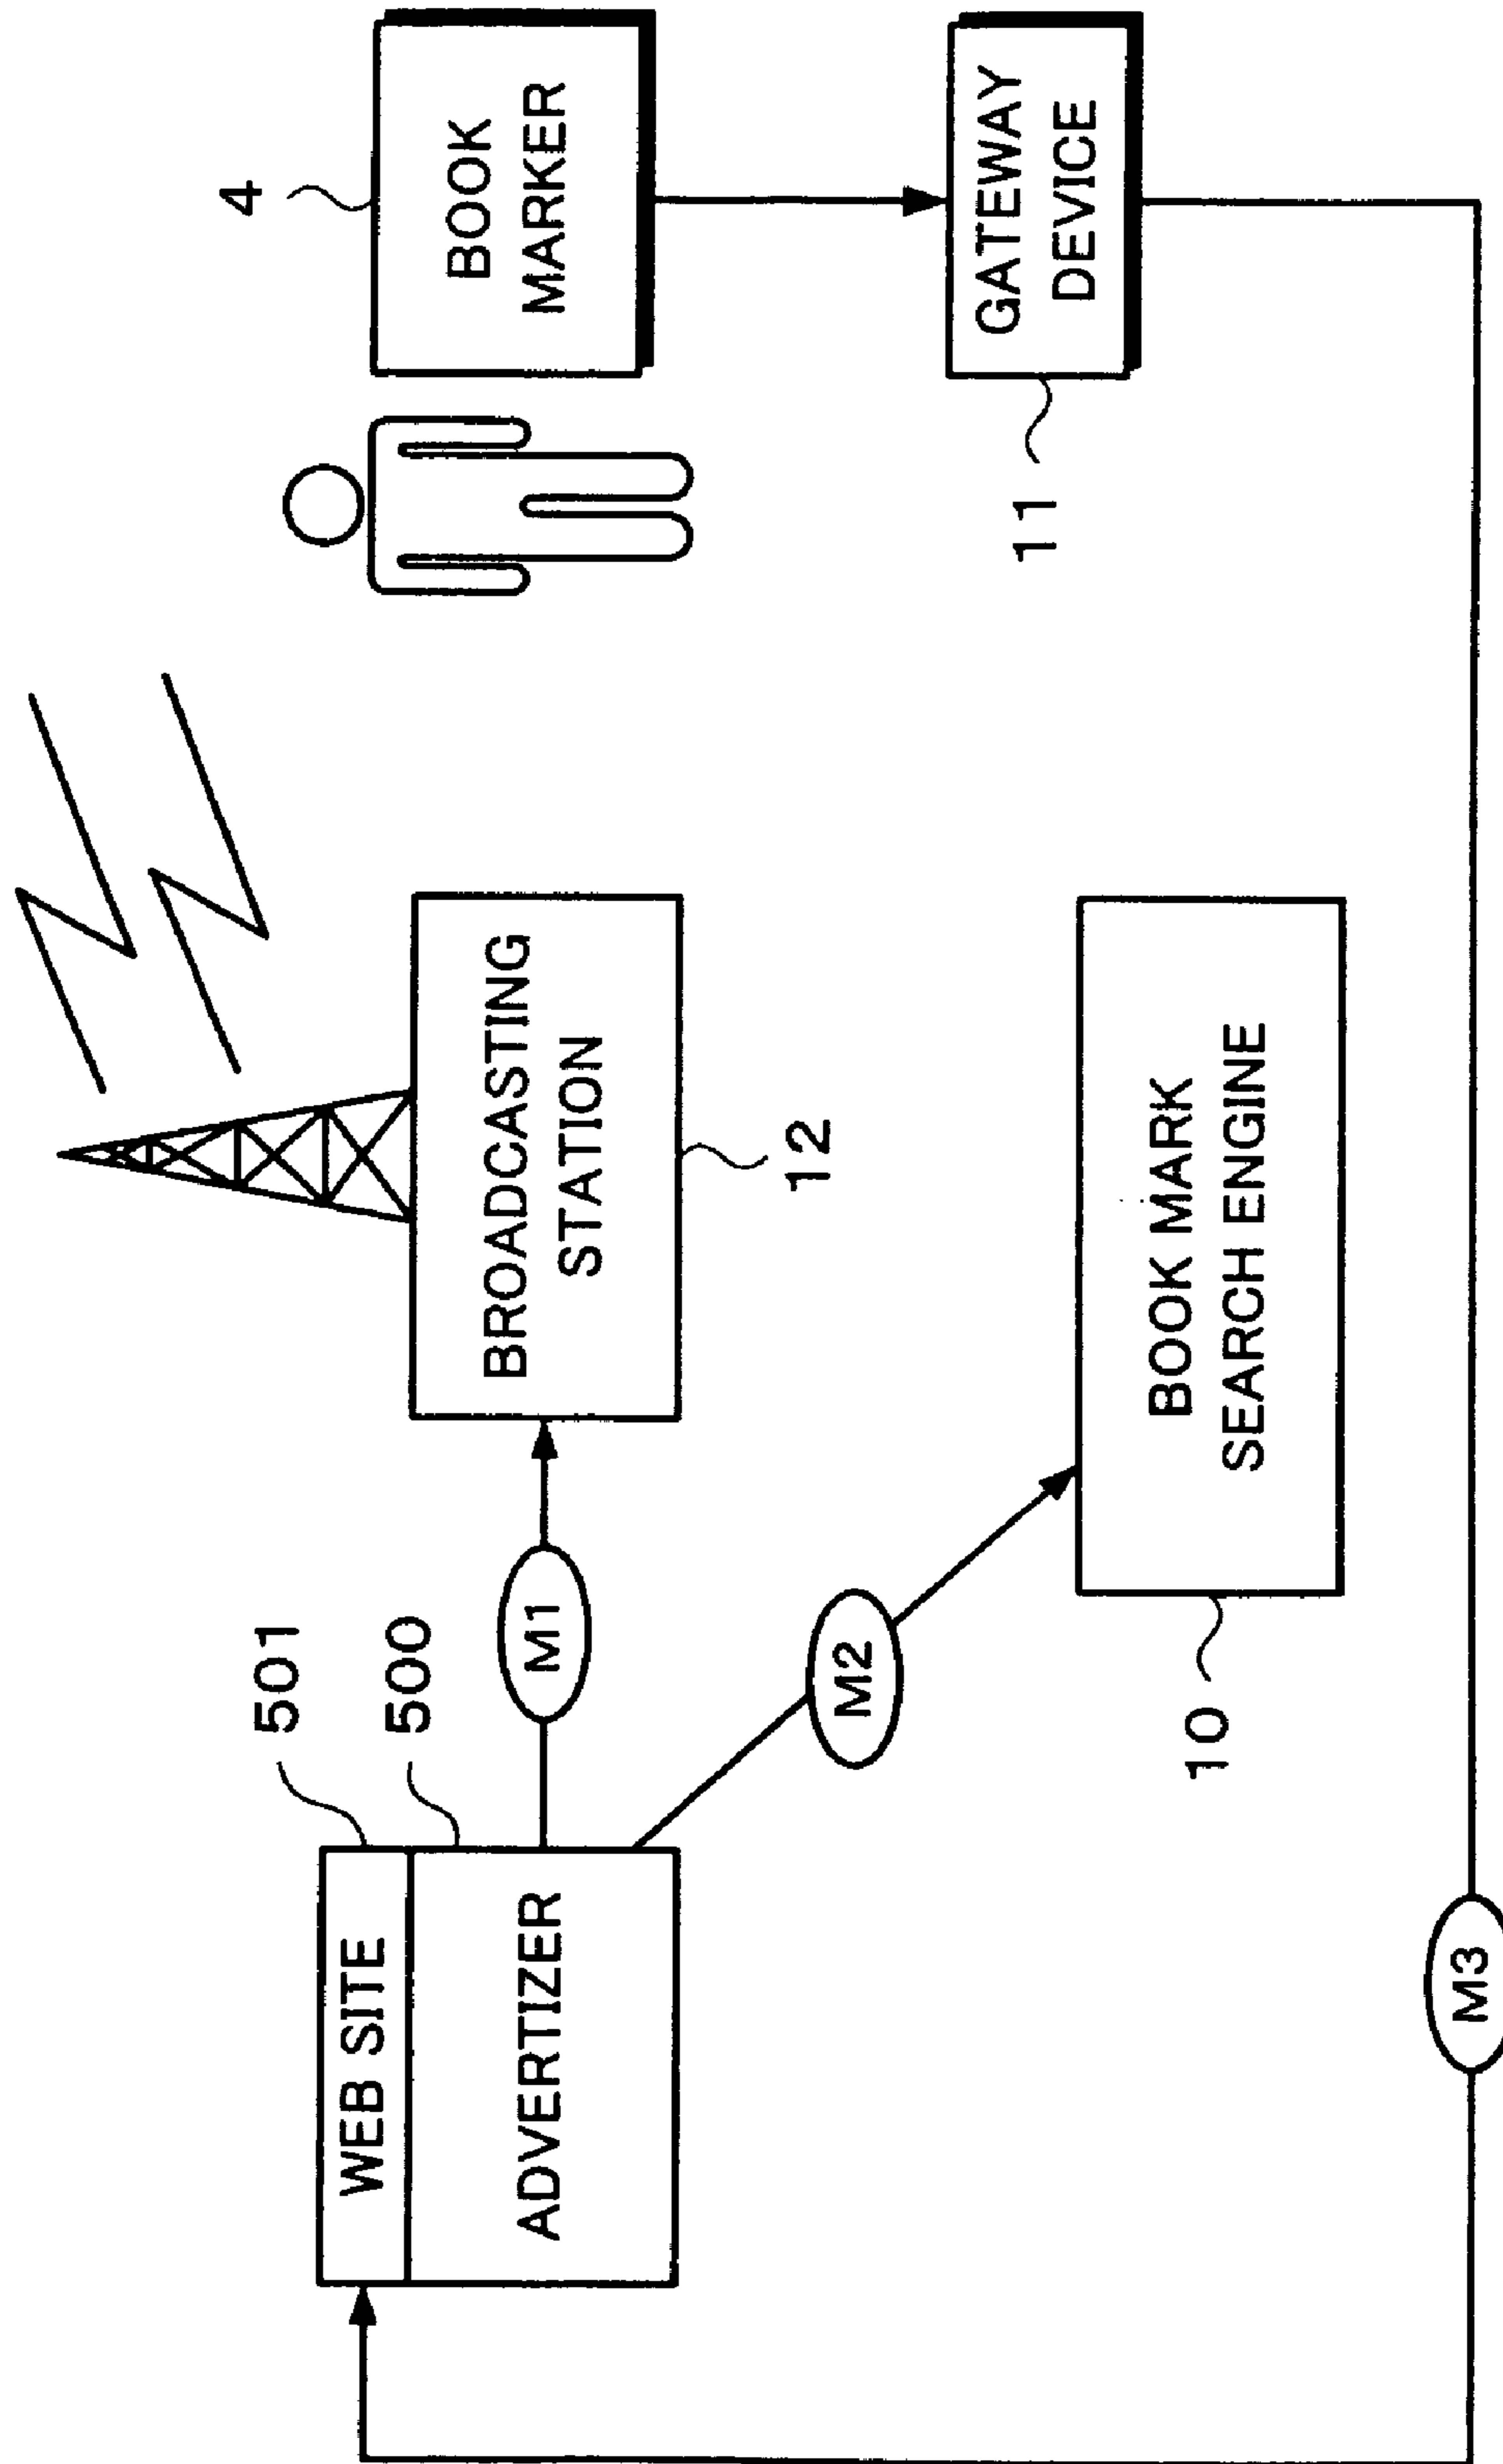 501
500
WEB SITE
ADVERTIZER
M1
M2
BROADCASTING
STATION
12
BOOK MARK
SEARCH ENGINE
10
4
BOOK
MARKER
GATEWAY
DEVICE
11
M3